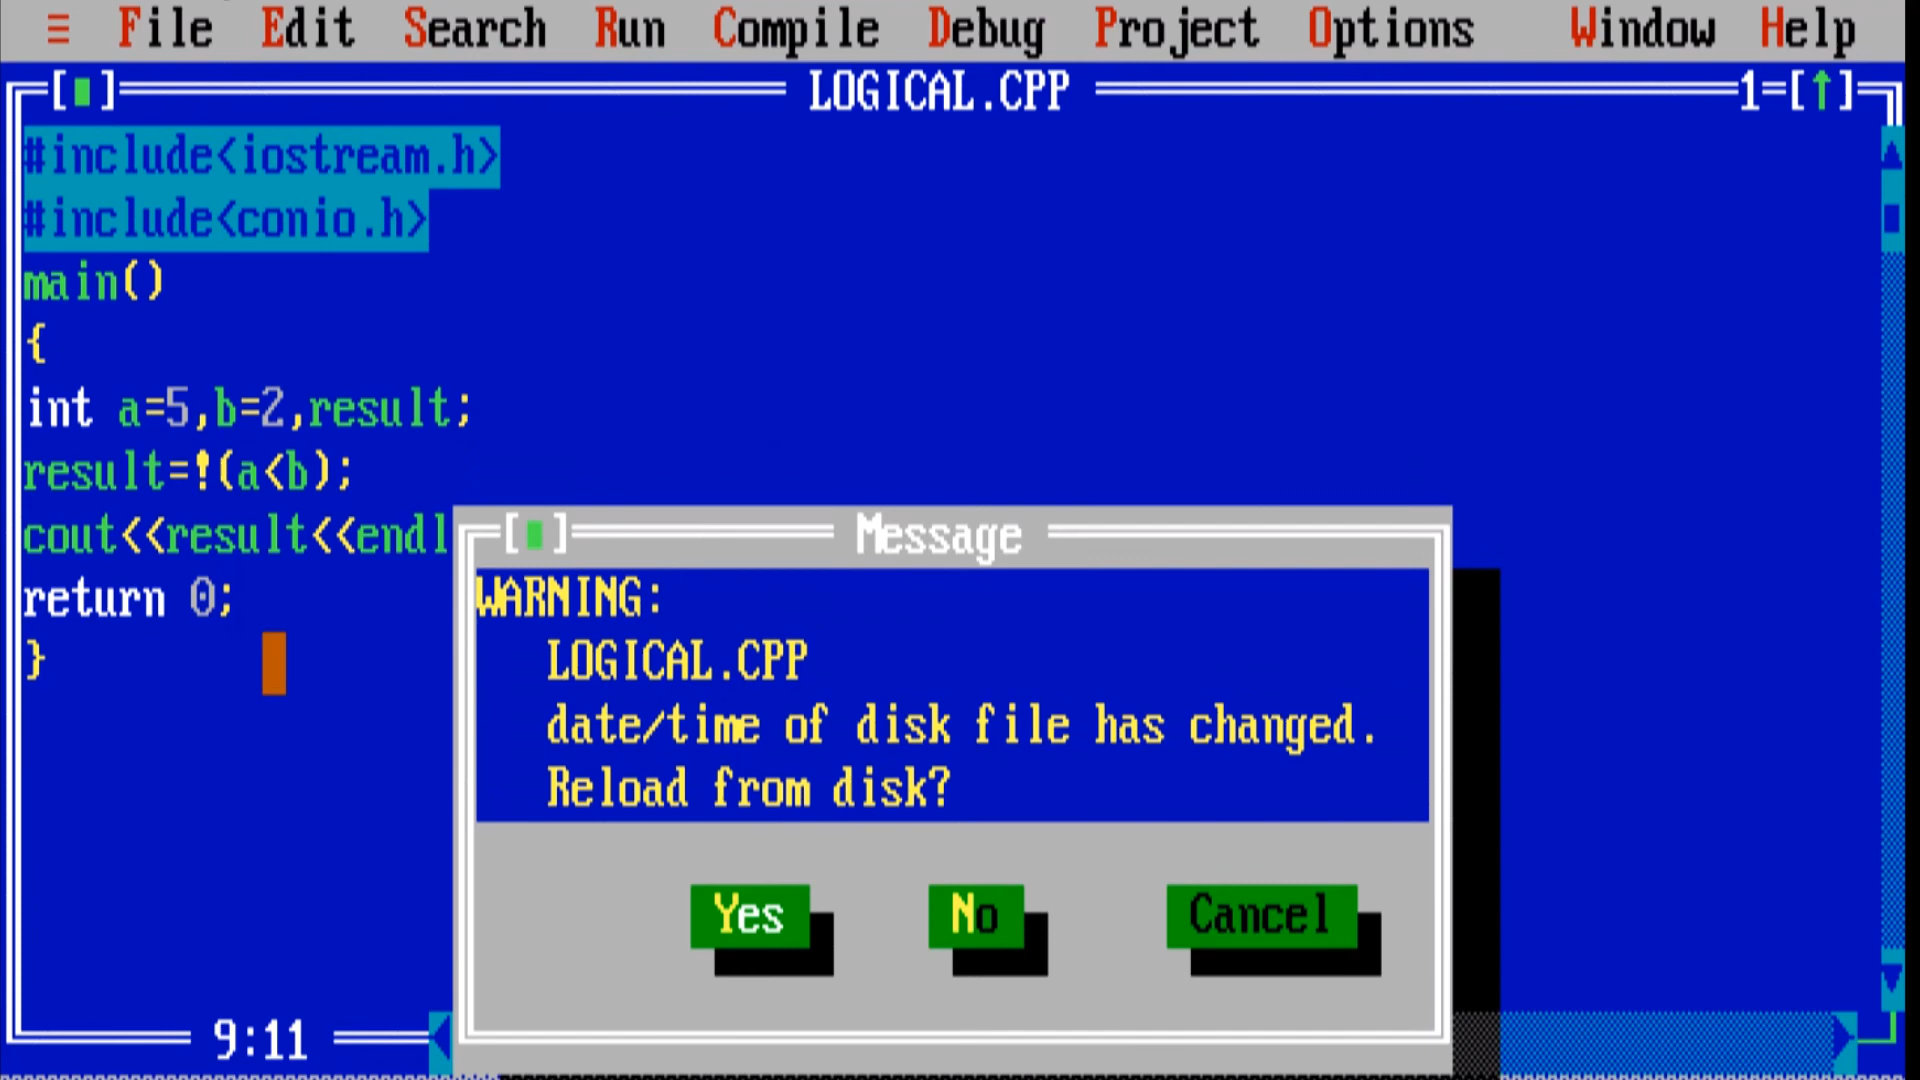 ≡ File Edit Search Run Compile Debug Project Options Window Help
[■] LOGICAL.CPP 1=[↑]
#include<iostream.h>
#include<conio.h>
main()
{
int a=5,b=2,result;
result=!(a<b);
cout<<result<<endl
return 0;
}
[■] Message
WARNING:
LOGICAL.CPP
date/time of disk file has changed.
Reload from disk?
Yes No Cancel
9:11